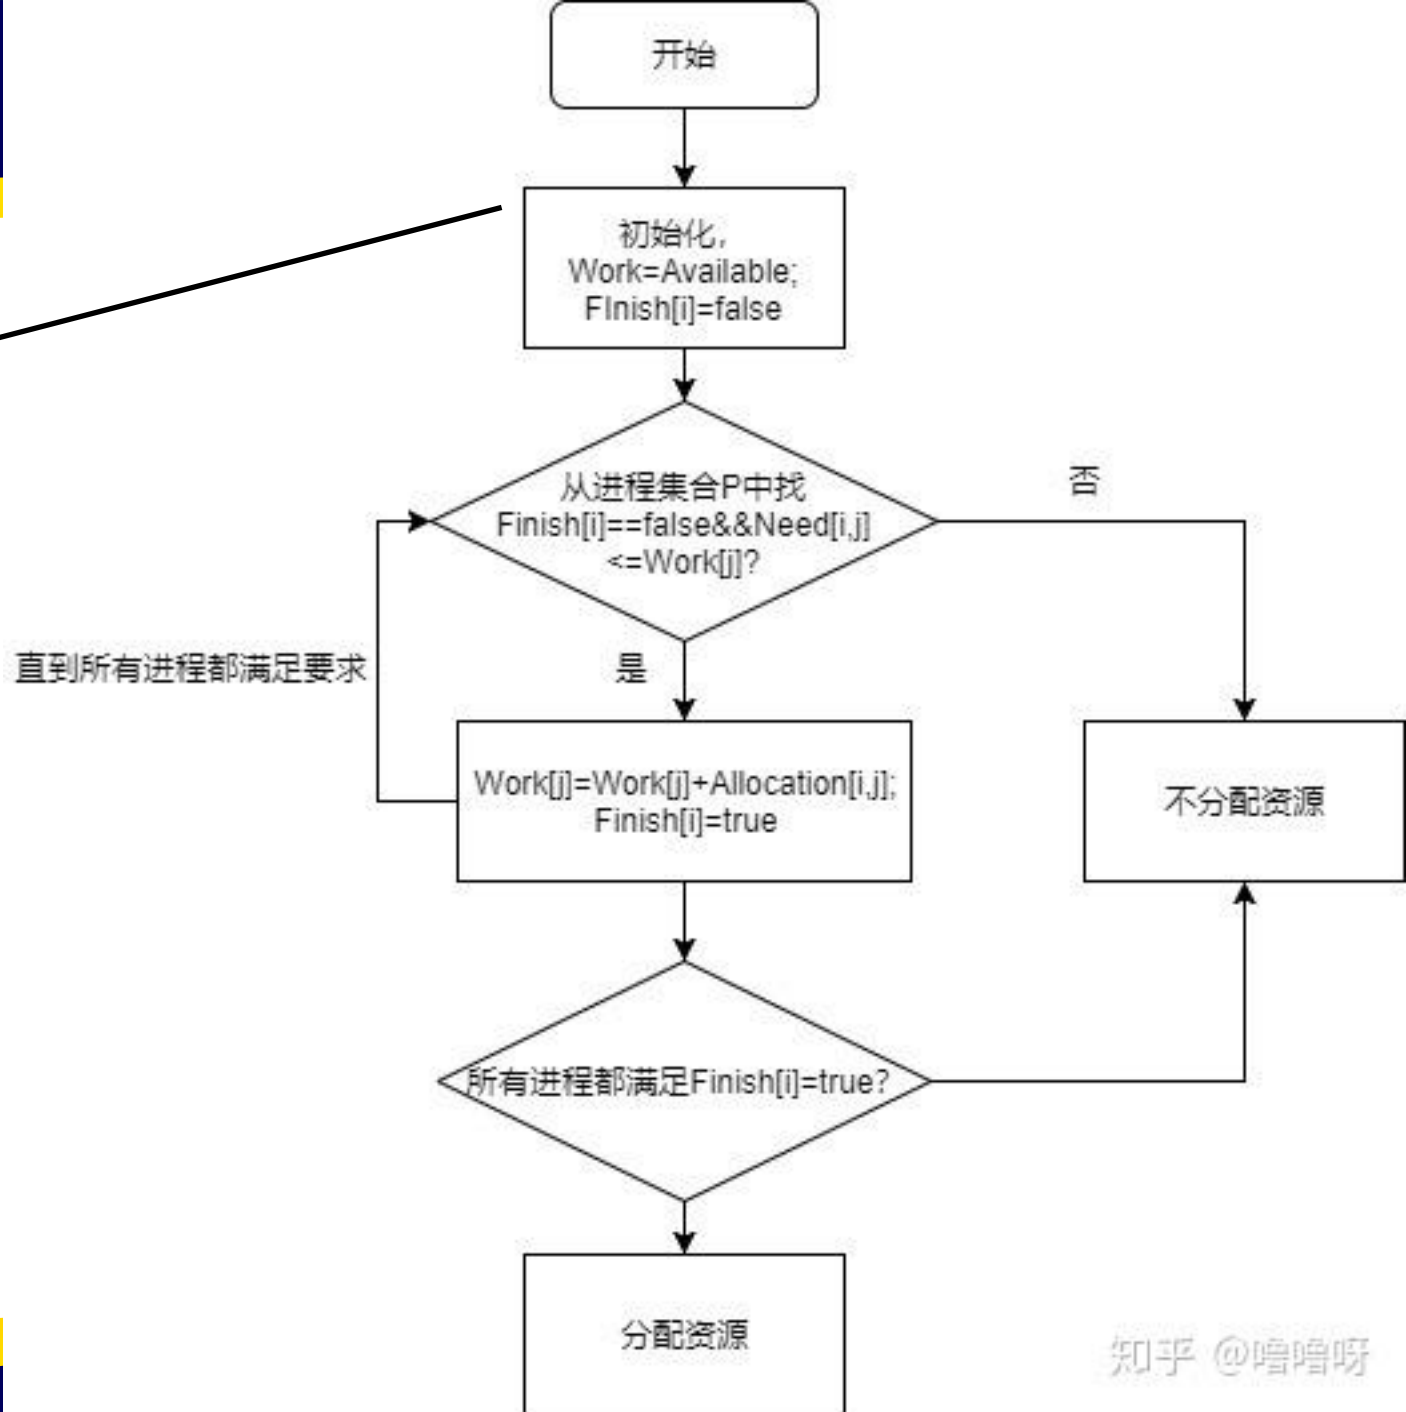 开始
初始化，
Work=Available;
FInish[i]=false
从进程集合P中找
Finish[i]==false&&Need[i,j]
<=Work[j]?
否
直到所有进程都满足要求
是
Work[j]=Work[j]+Allocation[i,j];
Finish[i]=true
不分配资源
所有进程都满足Finish[i]=true？
分配资源
知乎 @噜噜呀